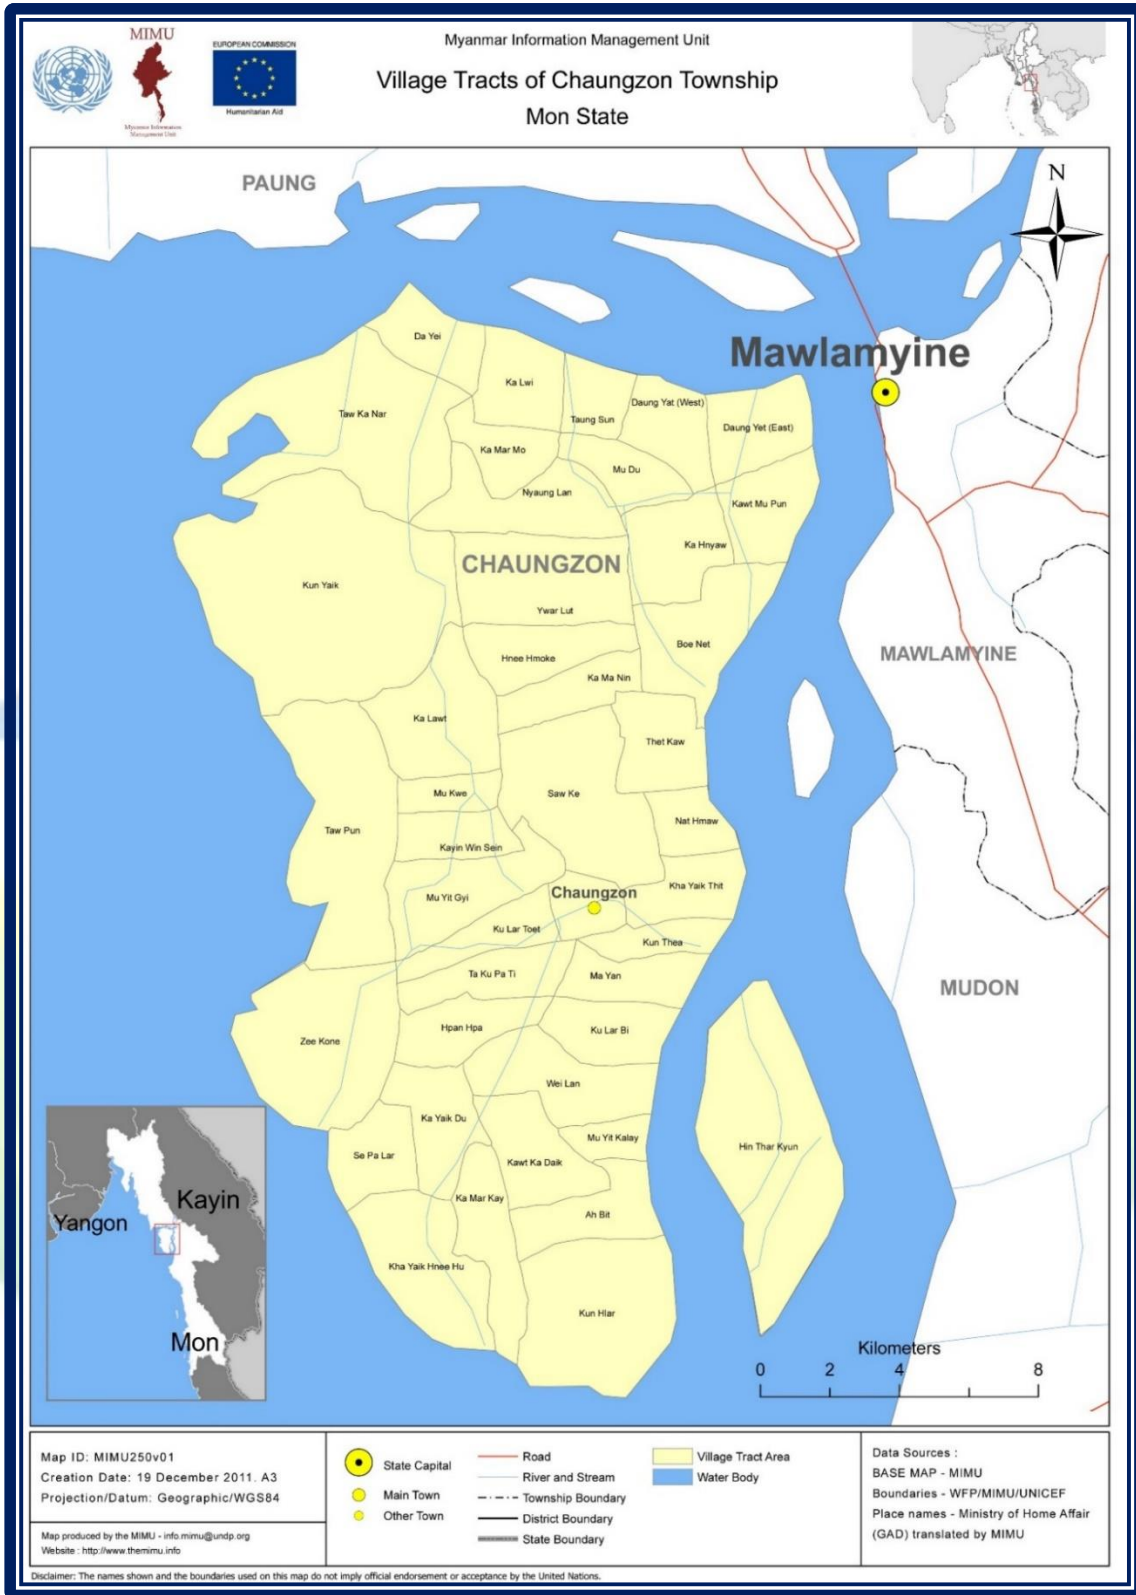 MIMU
Myanmar Information
Management Unit
EUROPEAN COMMISSION
Humanitarian Aid
Myanmar Information Management Unit
Village Tracts of Chaungzon Township
Mon State
PAUNG
N
Mawlamyine
Da Yei
Ka Lwi
Taw Ka Nar
Taung Sun
Daung Yat (West)
Daung Yet (East)
Ka Mar Mo
Mu Du
Nyaung Lan
Kawt Mu Pun
Ka Hnyaw
CHAUNGZON
Kun Yaik
Ywar Lut
Boe Net
MAWLAMYINE
Hnee Hmoke
Ka Ma Nin
Ka Lawt
Thet Kaw
Mu Kwe
Saw Ke
Nat Hmaw
Taw Pun
Kayin Win Sein
Kha Yaik Thit
Chaungzon
Mu Yit Gyi
Ku Lar Toet
Kun Thea
Ta Ku Pa Ti
Ma Yan
MUDON
Hpan Hpa
Ku Lar Bi
Zee Kone
Wei Lan
Ka Yaik Du
Mu Yit Kalay
Hin Thar Kyun
Se Pa Lar
Kawt Ka Daik
Ka Mar Kay
Ah Bit
Kha Yaik Hnee Hu
Kun Hlar
Kayin
Yangon
Mon
Kilometers
0 2 4 8
Map ID: MIMU250v01
Creation Date: 19 December 2011. A3
Projection/Datum: Geographic/WGS84
Map produced by the MIMU - info.mimu@undp.org
Website : http://www.themimu.info
State Capital
Main Town
Other Town
Road
River and Stream
Township Boundary
District Boundary
State Boundary
Village Tract Area
Water Body
Data Sources :
BASE MAP - MIMU
Boundaries - WFP/MIMU/UNICEF
Place names - Ministry of Home Affair
(GAD) translated by MIMU
Disclaimer: The names shown and the boundaries used on this map do not imply official endorsement or acceptance by the United Nations.